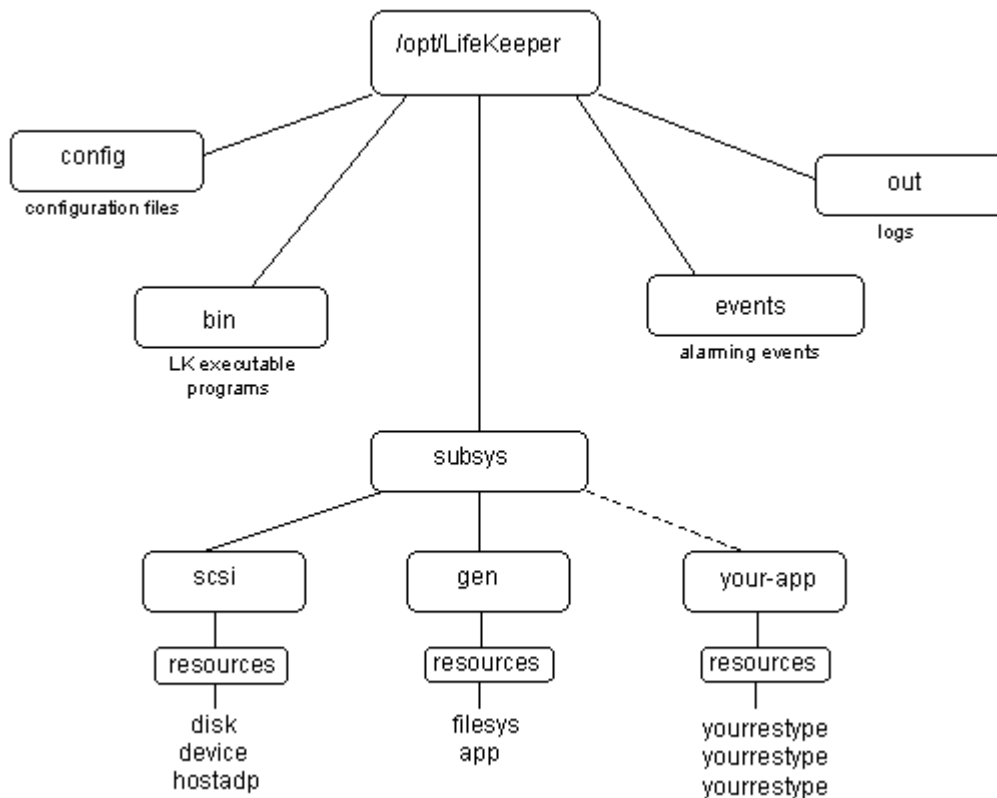 /opt/LifeKeeper
config
configuration files
out
logs
bin
LK executable
programs
events
alarming events
subsys
scsi
gen
your-app
resources
resources
resources
disk
device
hostadp
filesys
app
yourrestype
yourrestype
yourrestype